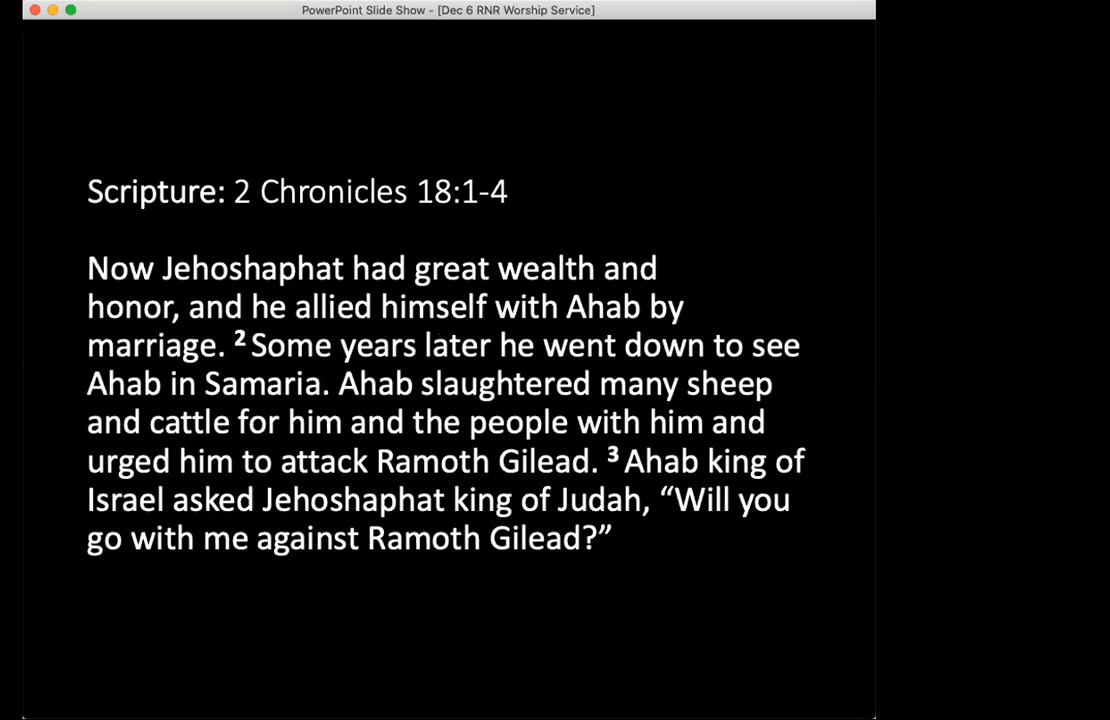 PowerPoint Slide Show - [Dec 6 RNR Worship Service]
Scripture: 2 Chronicles 18:1-4
Now Jehoshaphat had great wealth and
honor, and he allied himself with Ahab by
marriage. ² Some years later he went down to see
Ahab in Samaria. Ahab slaughtered many sheep
and cattle for him and the people with him and
urged him to attack Ramoth Gilead. ³ Ahab king of
Israel asked Jehoshaphat king of Judah, “Will you
go with me against Ramoth Gilead?”